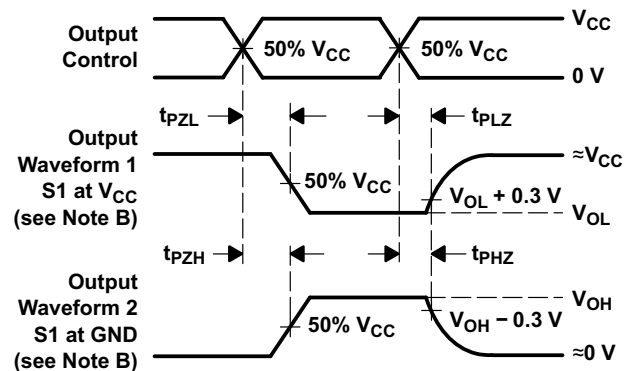 Output
Control
50% VCC
50% VCC
VCC
0 V
tPZL
tPLZ
Output
Waveform 1
S1 at VCC
(see Note B)
50% VCC
VOL + 0.3 V
≈VCC
VOL
tPZH
tPHZ
Output
Waveform 2
S1 at GND
(see Note B)
50% VCC
VOH − 0.3 V
VOH
≈0 V